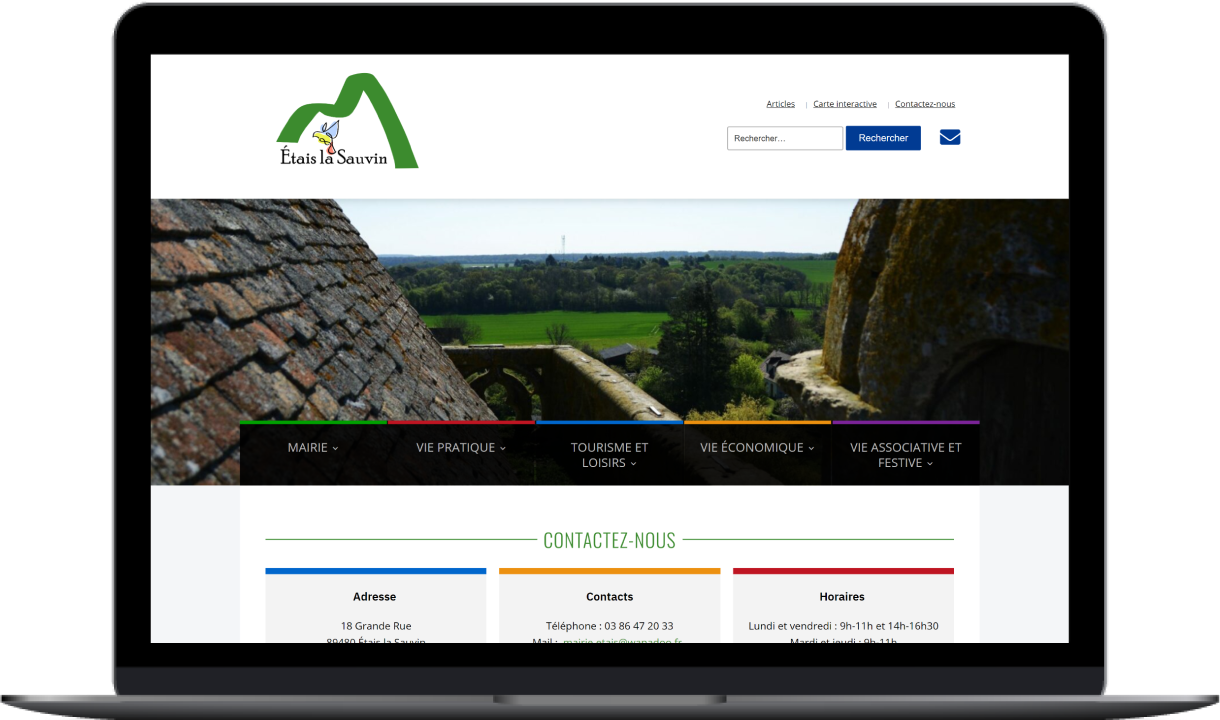 Articles | Carte interactive | Contactez-nous
Étais la Sauvin
Rechercher...
Rechercher
MAIRIE
VIE PRATIQUE
TOURISME ET
LOISIRS
VIE ÉCONOMIQUE
VIE ASSOCIATIVE ET
FESTIVE
CONTACTEZ-NOUS
Adresse
18 Grande Rue
89480 Étais la Sauvin
Contacts
Téléphone : 03 86 47 20 33
Mail : mairie.etais@wanadoo.fr
Horaires
Lundi et vendredi : 9h-11h et 14h-16h30
Mardi et jeudi : 9h-11h